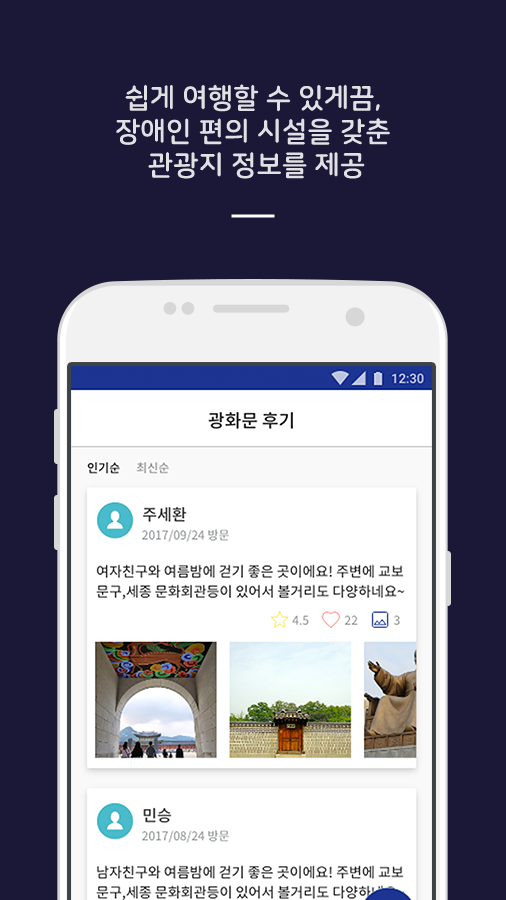 쉽게 여행할 수 있게끔,
장애인 편의 시설을 갖춘
관광지 정보를 제공
12:30
광화문 후기
인기순 최신순
주세환
2017/09/24 방문
여자친구와 여름밤에 걷기 좋은 곳이에요! 주변에 교보
문구,세종 문화회관등이 있어서 볼거리도 다양하네요~
4.5 22 3
민승
2017/08/24 방문
남자친구와 여름밤에 걷기 좋은 곳이에요! 주변에 교보
문구,세종 문화회관등이 있어서 볼거리도 다양하